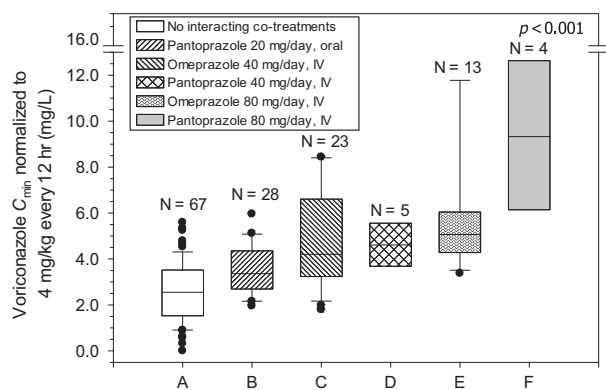 No interacting co-treatments
Pantoprazole 20 mg/day, oral
Omeprazole 40 mg/day, IV
Pantoprazole 40 mg/day, IV
Omeprazole 80 mg/day, IV
Pantoprazole 80 mg/day, IV
p < 0.001
N = 4
N = 13
N = 23
N = 67
N = 28
N = 5
Voriconazole Cmin normalized to
4 mg/kg every 12 hr (mg/L)
16.0
12.0
10.0
8.0
6.0
4.0
2.0
0.0
A B C D E F